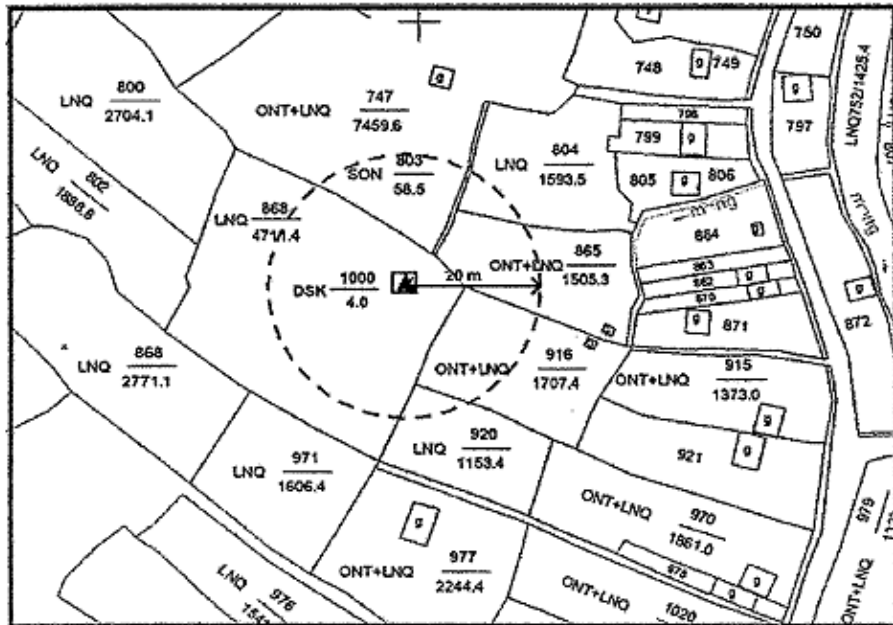 750
748
749
LNQ 800
2704.1
747
ONT+LNQ
7459.6
LNQ752/1425.4
797
798
799
LNQ 804
1593.5
805
806
LNQ 802
SON 803
58.5
LNQ 868
4711.4
864
863
862
870
871
872
865
ONT+LNQ
1505.3
DSK 1000
4.0
20 m
LNQ 868
2771.1
916
ONT+LNQ
1707.4
915
ONT+LNQ
1373.0
LNQ 920
1153.4
921
LNQ 971
1606.4
ONT+LNQ 970
1861.0
979
ONT+LNQ
977
ONT+LNQ
2244.4
LNQ 976
ONT+LNQ
1020